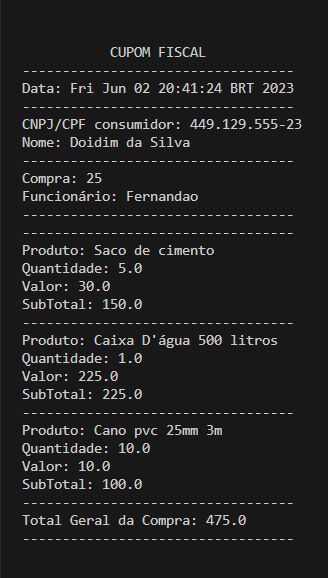 CUPOM FISCAL
----------------------------------
Data: Fri Jun 02 20:41:24 BRT 2023
----------------------------------
CNPJ/CPF consumidor: 449.129.555-23
Nome: Doidim da Silva
----------------------------------
Compra: 25
Funcionário: Fernandao
----------------------------------
----------------------------------
Produto: Saco de cimento
Quantidade: 5.0
Valor: 30.0
SubTotal: 150.0
----------------------------------
Produto: Caixa D'água 500 litros
Quantidade: 1.0
Valor: 225.0
SubTotal: 225.0
----------------------------------
Produto: Cano pvc 25mm 3m
Quantidade: 10.0
Valor: 10.0
SubTotal: 100.0
----------------------------------
Total Geral da Compra: 475.0
----------------------------------